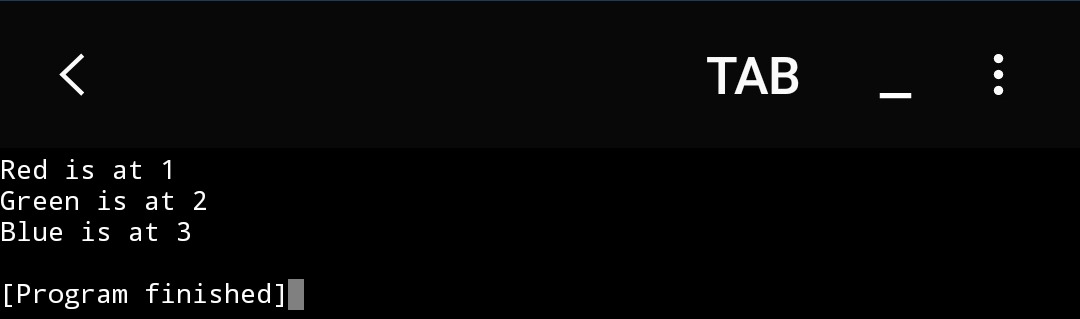 TAB _
Red is at 1
Green is at 2
Blue is at 3
[Program finished]